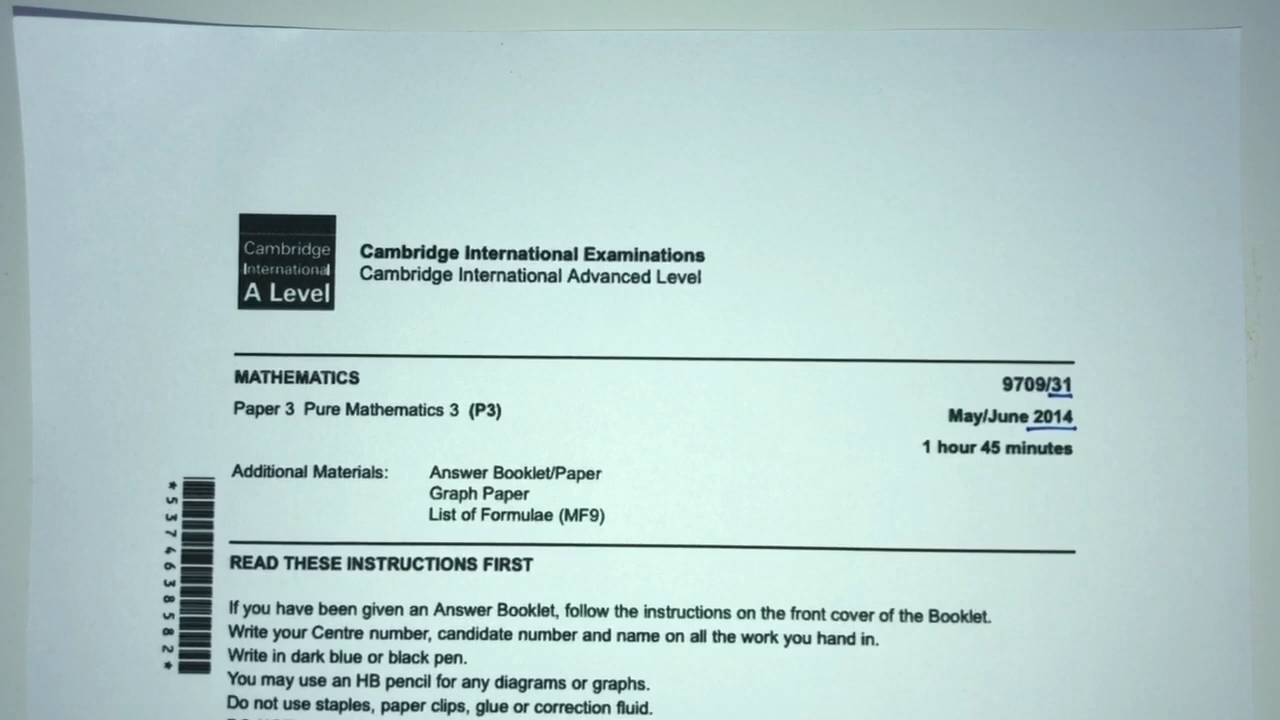 Cambridge
International
A Level
Cambridge International Examinations
Cambridge International Advanced Level
MATHEMATICS
9709/31
Paper 3 Pure Mathematics 3 (P3)
May/June 2014
1 hour 45 minutes
Additional Materials:
Answer Booklet/Paper
Graph Paper
List of Formulae (MF9)
*5374638582*
READ THESE INSTRUCTIONS FIRST
If you have been given an Answer Booklet, follow the instructions on the front cover of the Booklet.
Write your Centre number, candidate number and name on all the work you hand in.
Write in dark blue or black pen.
You may use an HB pencil for any diagrams or graphs.
Do not use staples, paper clips, glue or correction fluid.